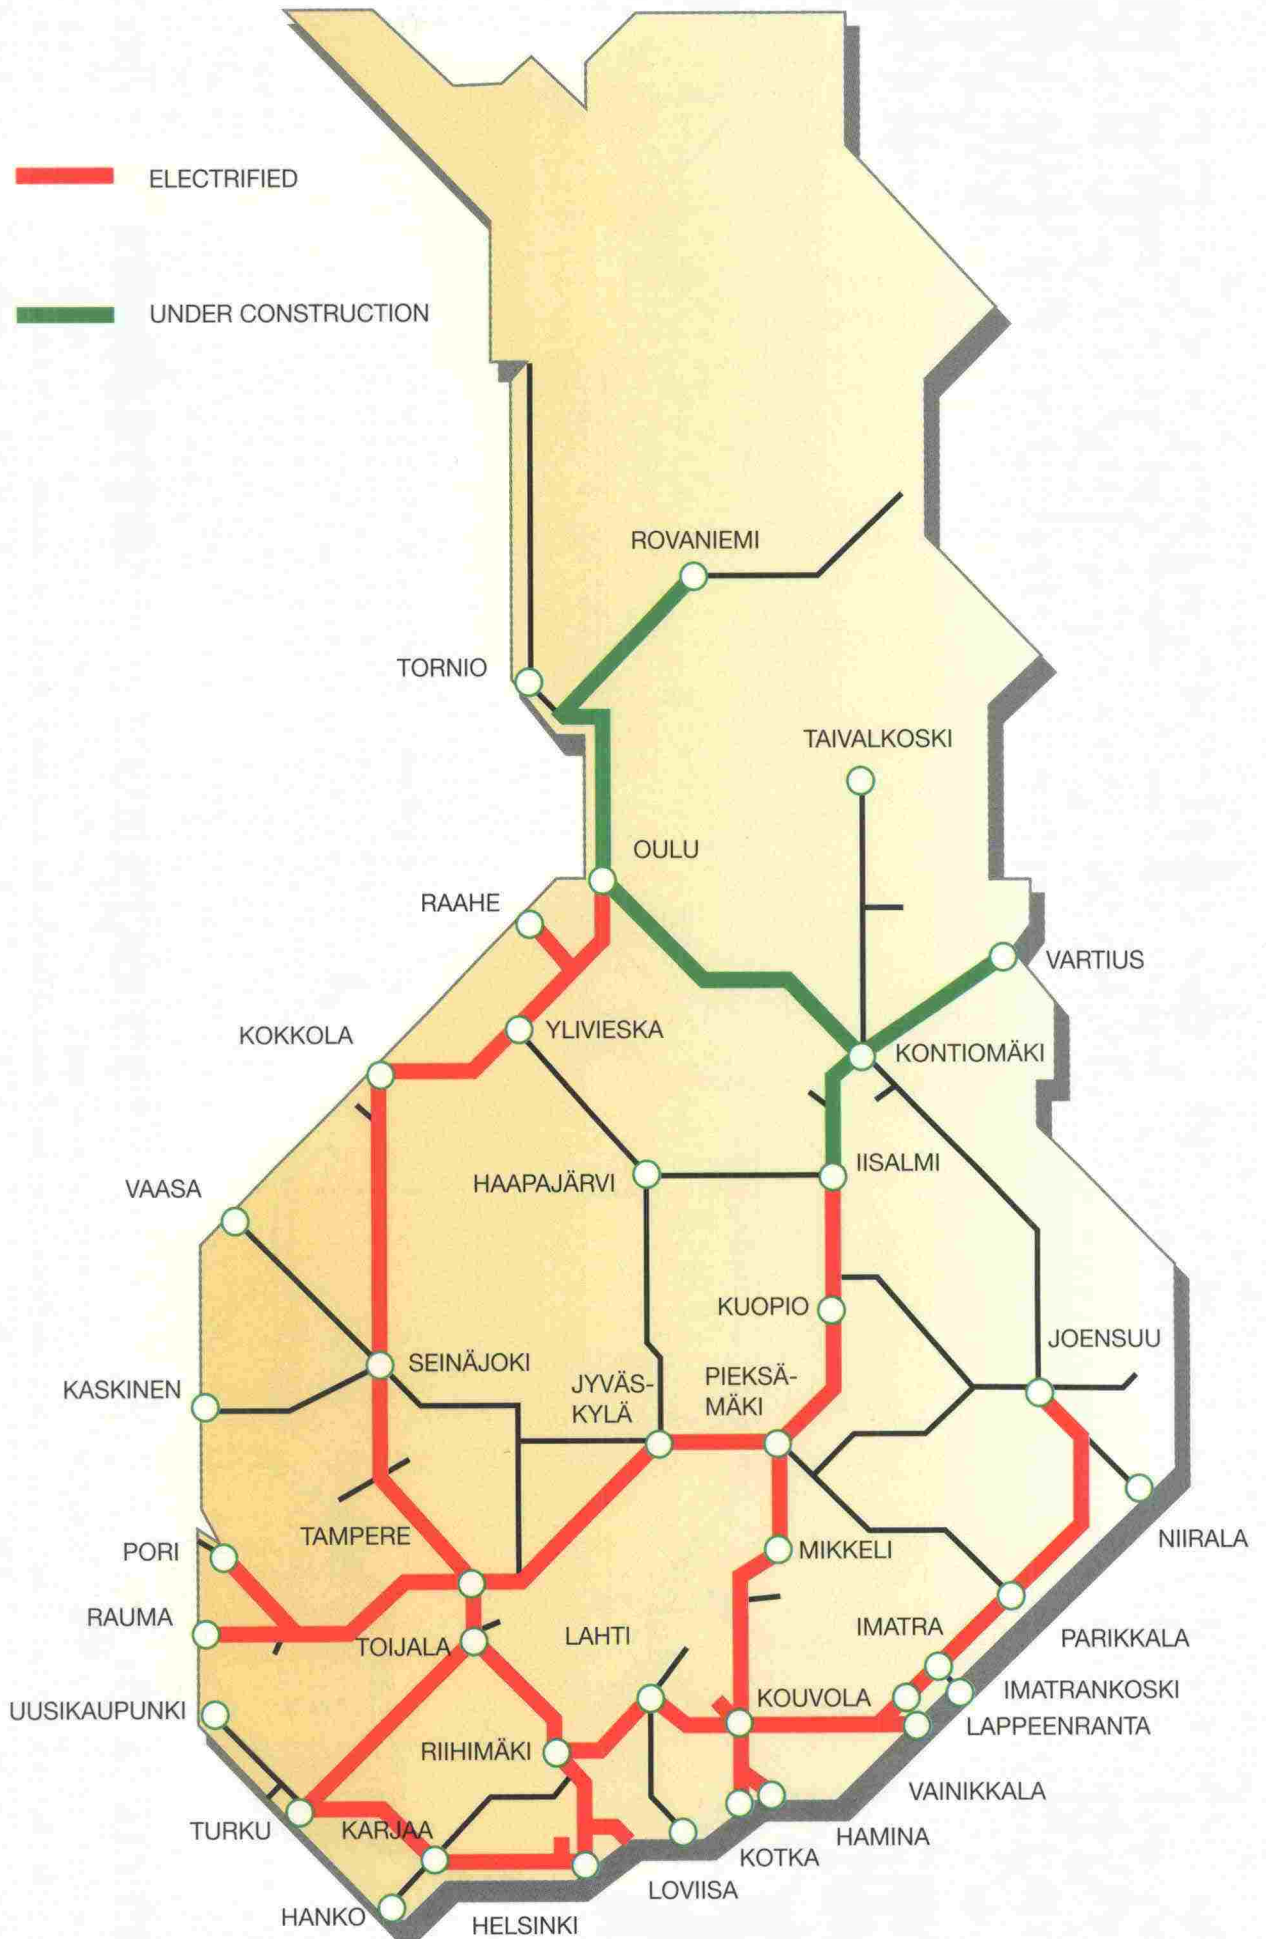 ELECTRIFIED
UNDER CONSTRUCTION
ROVANIEMI
TORNIO
TAIVALKOSKI
OULU
RAAHE
VARTIUS
KOKKOLA
YLIVIESKA
KONTIOMÄKI
VAASA
HAAPAJÄRVI
IISALMI
KUOPIO
JOENSUU
SEINÄJOKI
KASKINEN
JYVÄS-
KYLÄ
PIEKSÄ-
MÄKI
TAMPERE
PORI
MIKKELI
NIIRALA
RAUMA
TOIJALA
LAHTI
IMATRA
PARIKKALA
UUSIKAUPUNKI
KOUVOLA
IMATRANKOSKI
LAPPEENRANTA
RIIHIMÄKI
VAINIKKALA
TURKU
KARJAA
HAMINA
KOTKA
LOVIISA
HANKO
HELSINKI